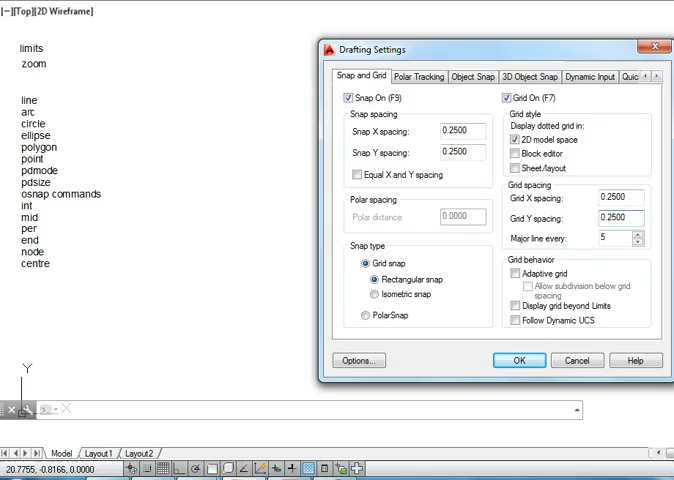 [−][Top][2D Wireframe]
limits
zoom
line
arc
circle
ellipse
polygon
point
pdmode
pdsize
osnap commands
int
mid
per
end
node
centre
Y
Drafting Settings
Snap and Grid Polar Tracking Object Snap 3D Object Snap Dynamic Input Quic
Snap On (F9)
Snap spacing
Snap X spacing: 0.2500
Snap Y spacing: 0.2500
Equal X and Y spacing
Polar spacing
Polar distance: 0.0000
Snap type
Grid snap
Rectangular snap
Isometric snap
PolarSnap
Grid On (F7)
Grid style
Display dotted grid in:
2D model space
Block editor
Sheet/layout
Grid spacing
Grid X spacing: 0.2500
Grid Y spacing: 0.2500
Major line every: 5
Grid behavior
Adaptive grid
Allow subdivision below grid
spacing
Display grid beyond Limits
Follow Dynamic UCS
Options... OK Cancel Help
Model Layout1 Layout2
20.7755, -0.8166, 0.0000